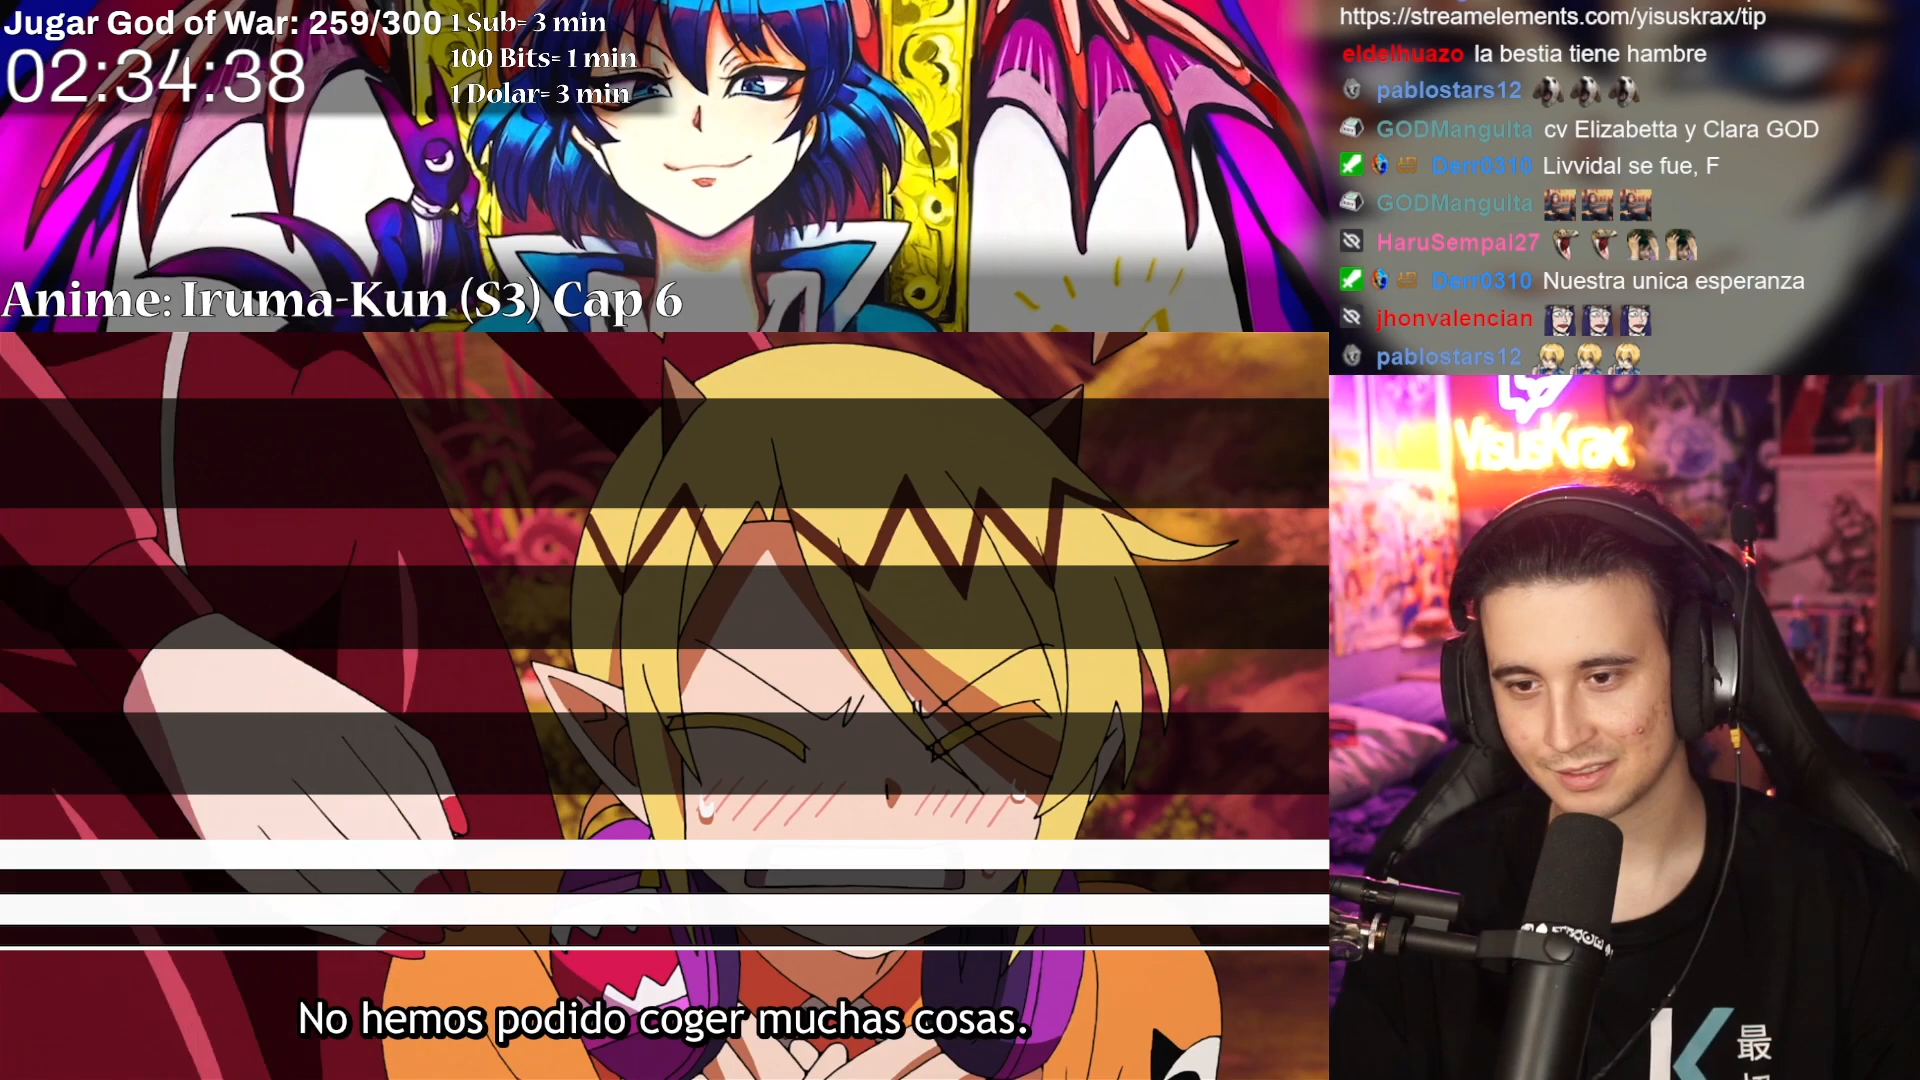 Jugar God of War: 259/300
02:34:38
1 Sub= 3 min
100 Bits= 1 min
1 Dolar= 3 min
Anime: Iruma-Kun (S3) Cap 6
https://streamelements.com/yisuskrax/tip
eldelhuazo la bestia tiene hambre
pablostars12
GODManguita cv Elizabetta y Clara GOD
Derr0310 Livvidal se fue, F
GODManguita
HaruSempai27
Derr0310 Nuestra unica esperanza
jhonvalencian
pablostars12
YisusKrax
最
No hemos podido coger muchas cosas.